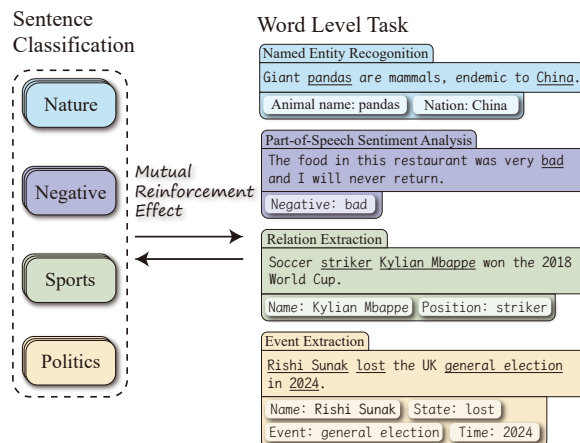 Sentence
Classification
Nature
Negative
Sports
Politics
Mutual
Reinforcement
Effect
Word Level Task
Named Entity Recogonition
Giant pandas are mammals, endemic to China.
Animal name: pandas
Nation: China
Part-of-Speech Sentiment Analysis
The food in this restaurant was very bad
and I will never return.
Negative: bad
Relation Extraction
Soccer striker Kylian Mbappe won the 2018
World Cup.
Name: Kylian Mbappe
Position: striker
Event Extraction
Rishi Sunak lost the UK general election
in 2024.
Name: Rishi Sunak
State: lost
Event: general election
Time: 2024